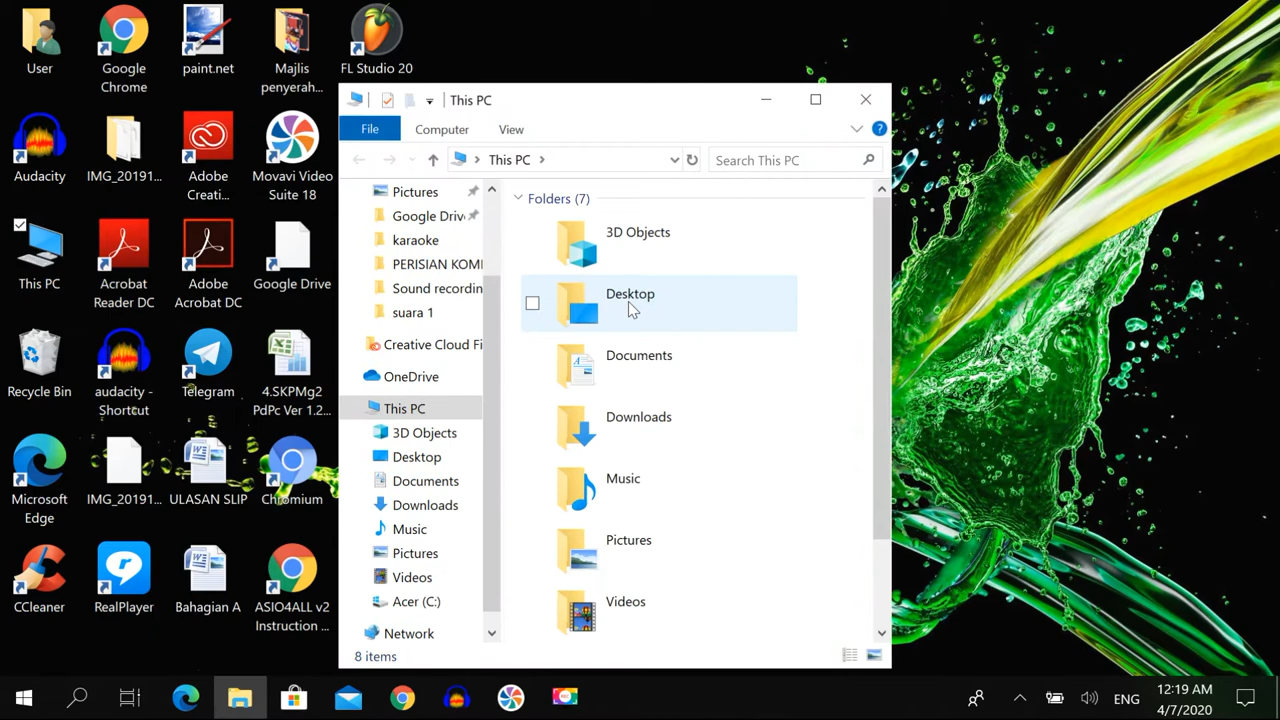 User
Google
Chrome
paint.net
Majlis
penyerah...
FL Studio 20
Audacity
IMG_20191...
Adobe
Creati...
Movavi Video
Suite 18
This PC
Acrobat
Reader DC
Adobe
Acrobat DC
Google Drive
Recycle Bin
audacity -
Shortcut
Telegram
4.SKPMg2
PdPc Ver 1.2...
Microsoft
Edge
IMG_20191...
ULASAN SLIP
Chromium
CCleaner
RealPlayer
Bahagian A
ASIO4ALL v2
Instruction ...
This PC
File
Computer
View
This PC
Search This PC
Pictures
Google Driv
karaoke
PERISIAN KOM
Sound recordin
suara 1
Creative Cloud Fi
OneDrive
This PC
3D Objects
Desktop
Documents
Downloads
Music
Pictures
Videos
Acer (C:)
Network
Folders (7)
3D Objects
Desktop
Documents
Downloads
Music
Pictures
Videos
8 items
ENG
12:19 AM
4/7/2020